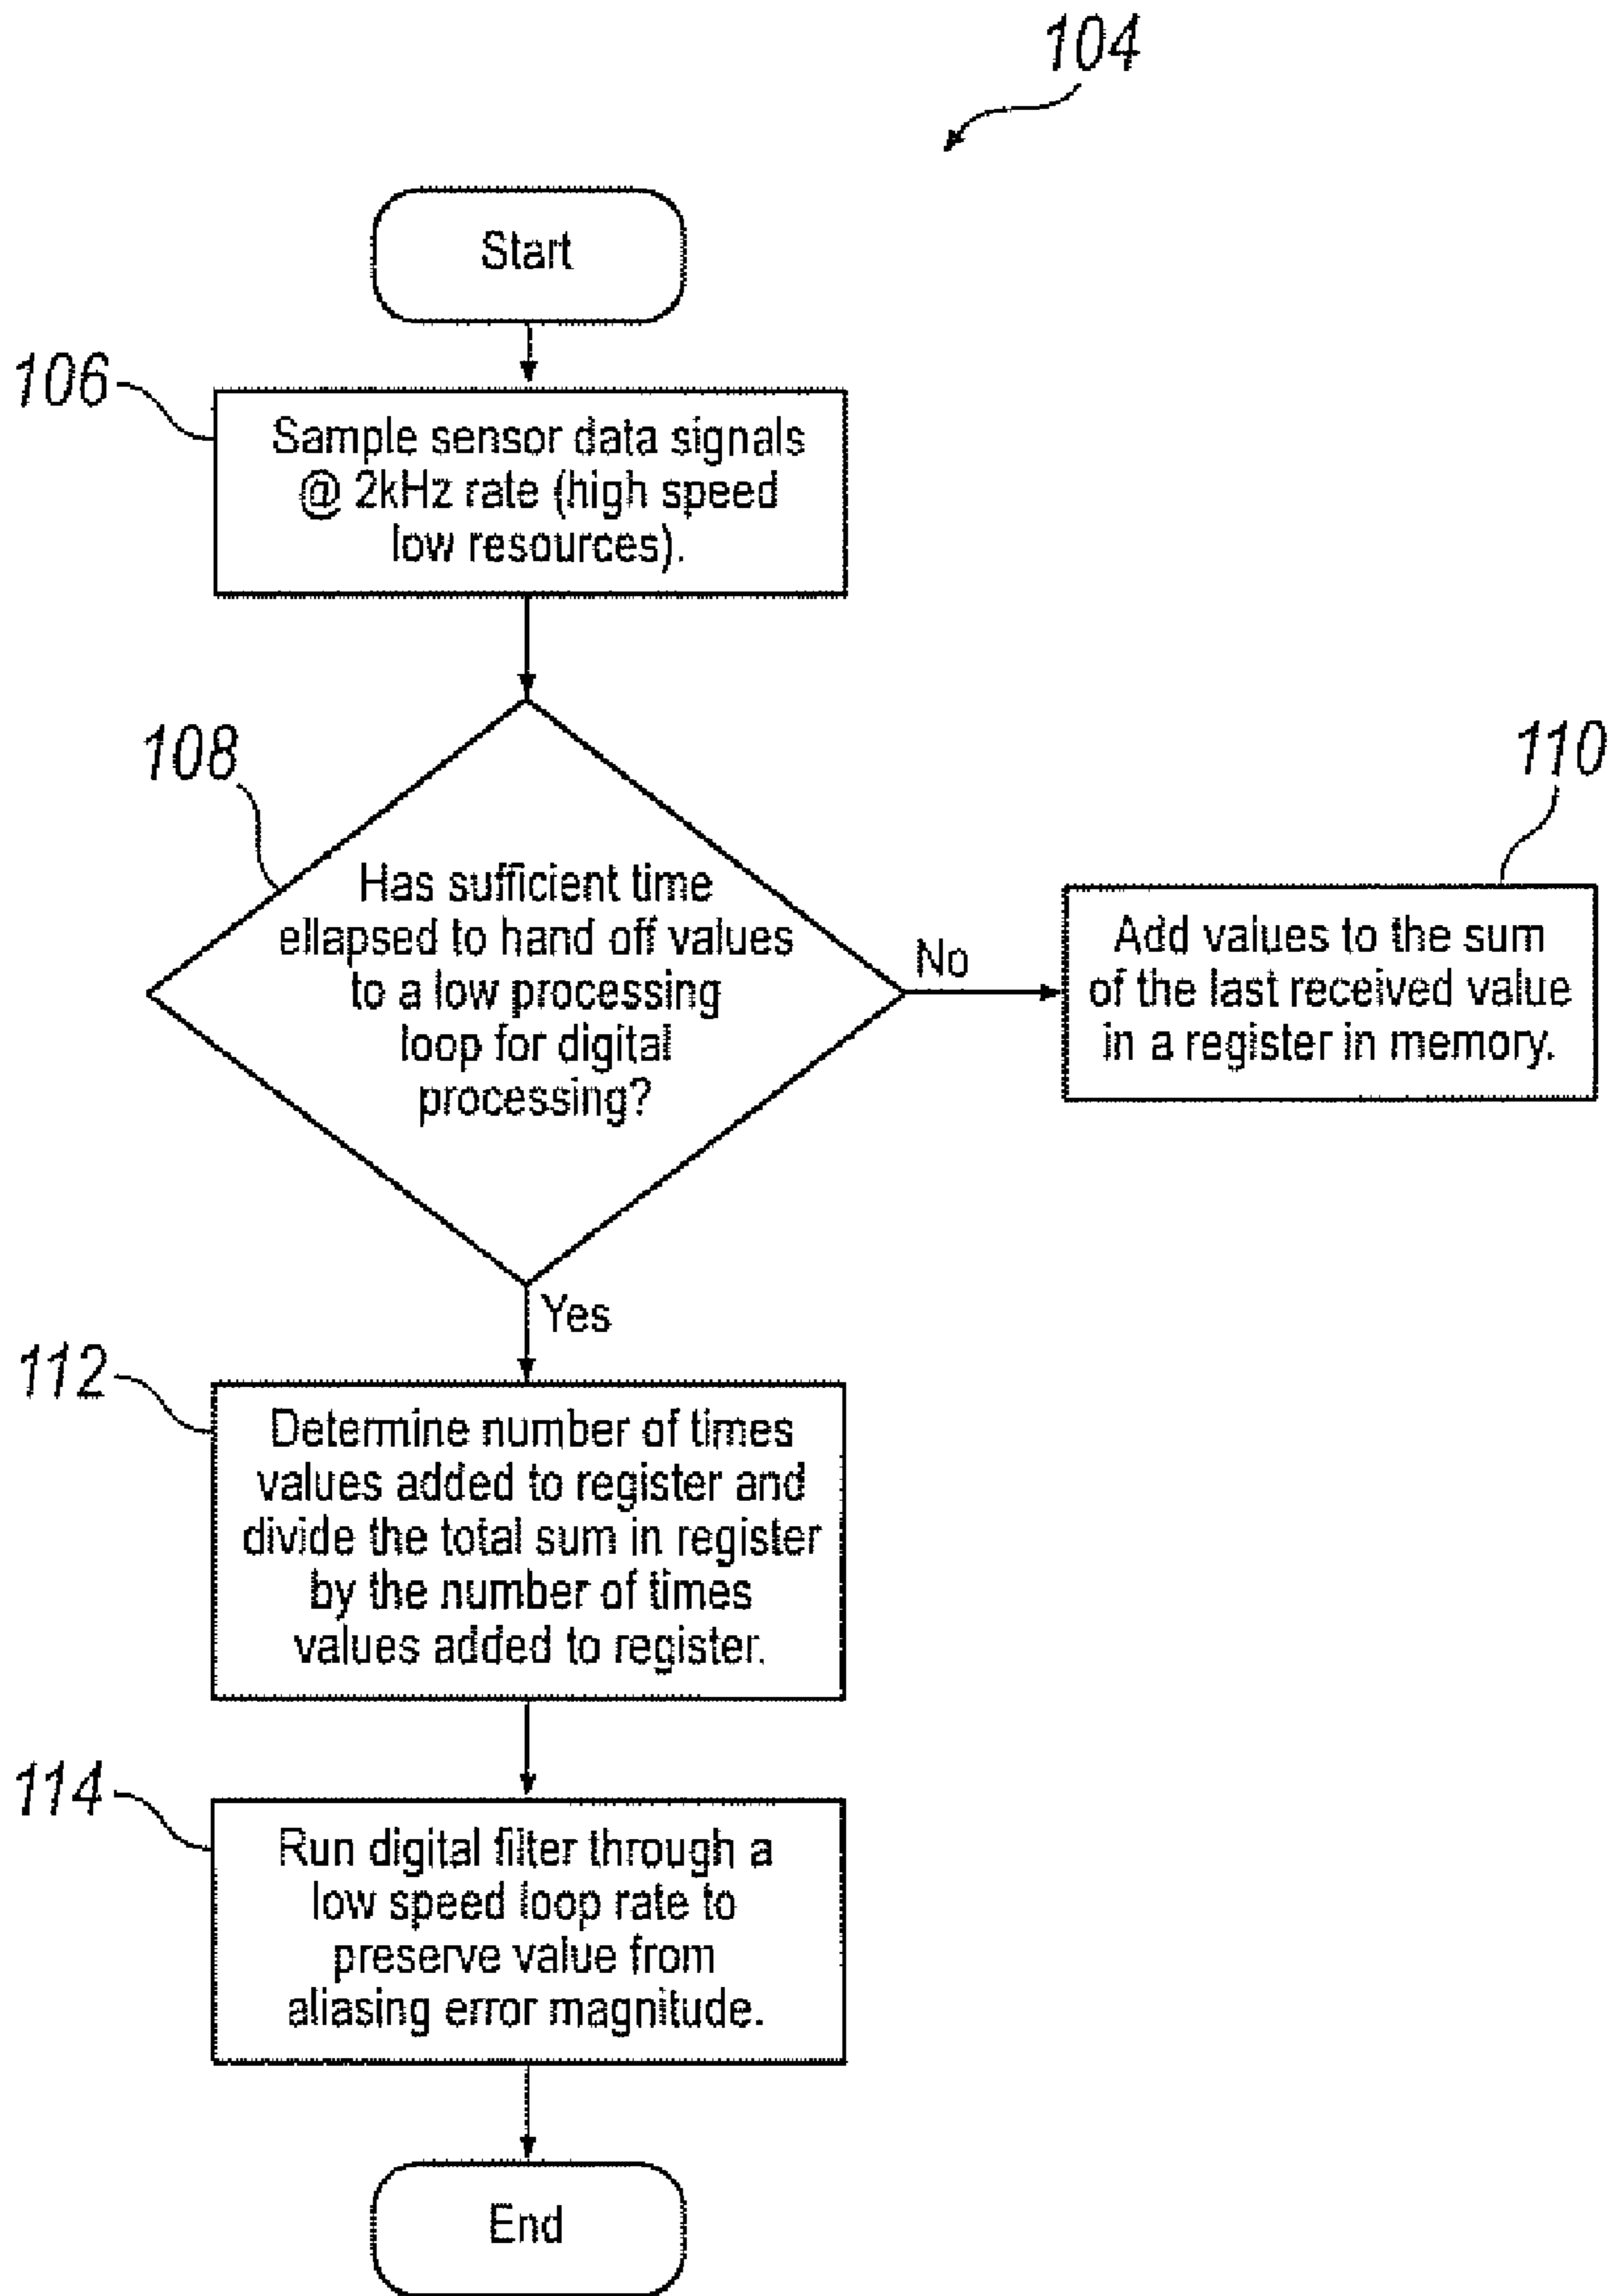 104
Start
106
Sample sensor data signals
@ 2kHz rate (high speed
low resources).
108
Has sufficient time
ellapsed to hand off values
to a low processing
loop for digital
processing?
No
110
Add values to the sum
of the last received value
in a register in memory.
Yes
112
Determine number of times
values added to register and
divide the total sum in register
by the number of times
values added to register.
114
Run digital filter through a
low speed loop rate to
preserve value from
aliasing error magnitude.
End